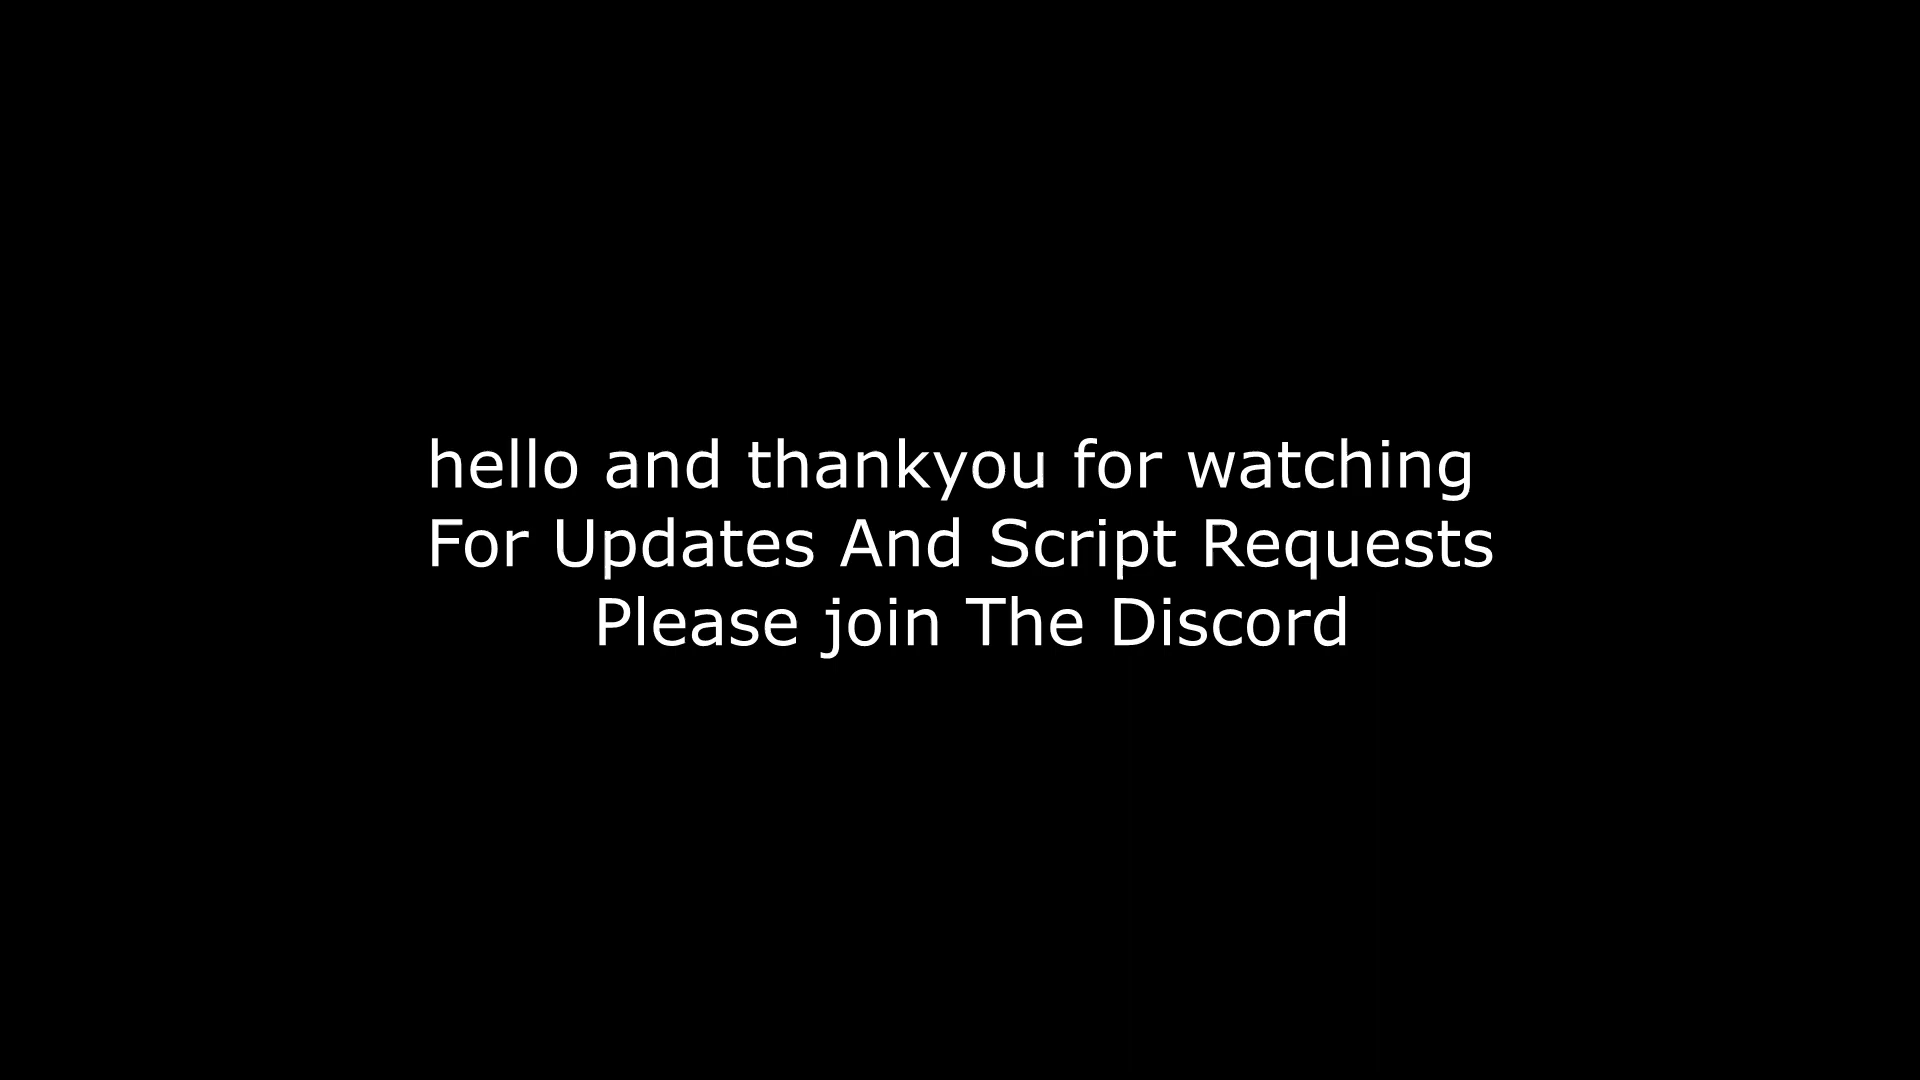 hello and thankyou for watching
For Updates And Script Requests
Please join The Discord